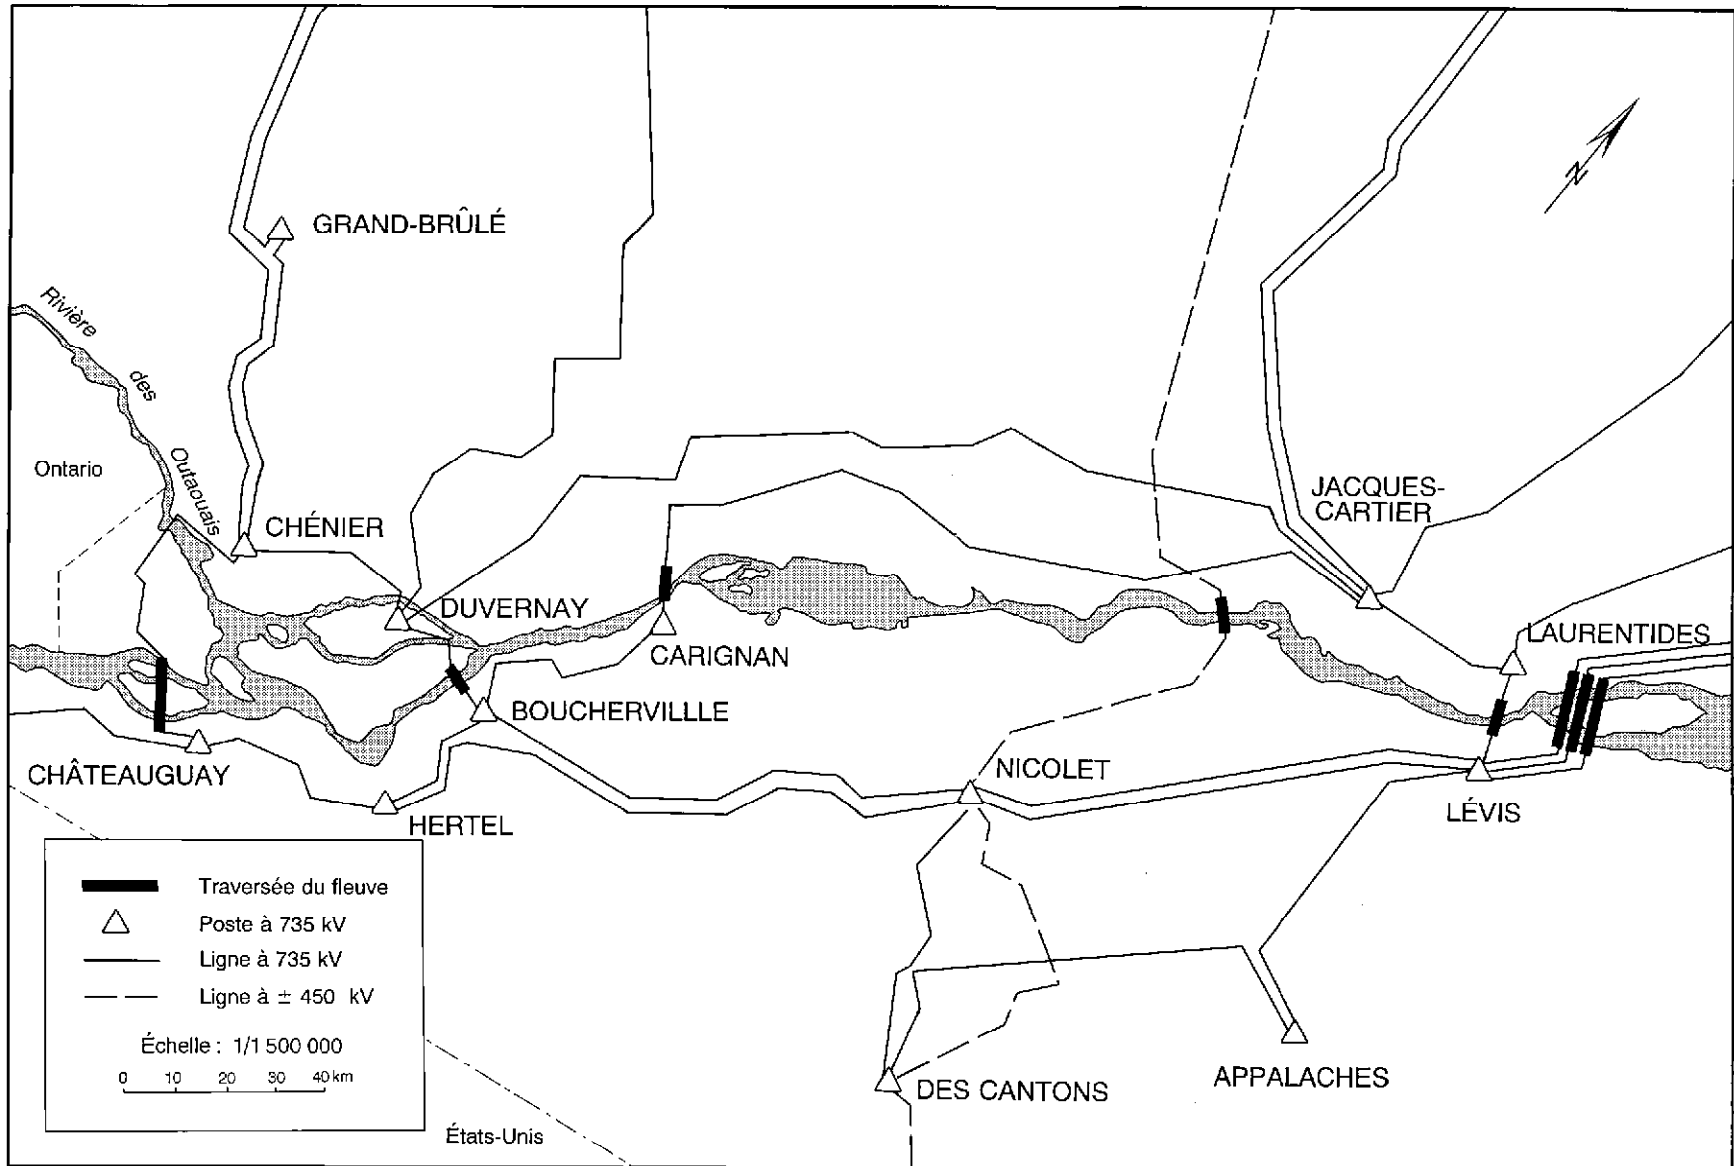 N
GRAND-BRÛLÉ
Rivière
des
Outaouais
Ontario
CHÉNIER
JACQUES-
CARTIER
DUVERNAY
LAURENTIDES
CARIGNAN
BOUCHERVILLLE
CHÂTEAUGUAY
NICOLET
HERTEL
LÉVIS
Traversée du fleuve
Poste à 735 kV
Ligne à 735 kV
Ligne à ± 450 kV
Échelle : 1/1 500 000
0 10 20 30 40 km
DES CANTONS
APPALACHES
États-Unis